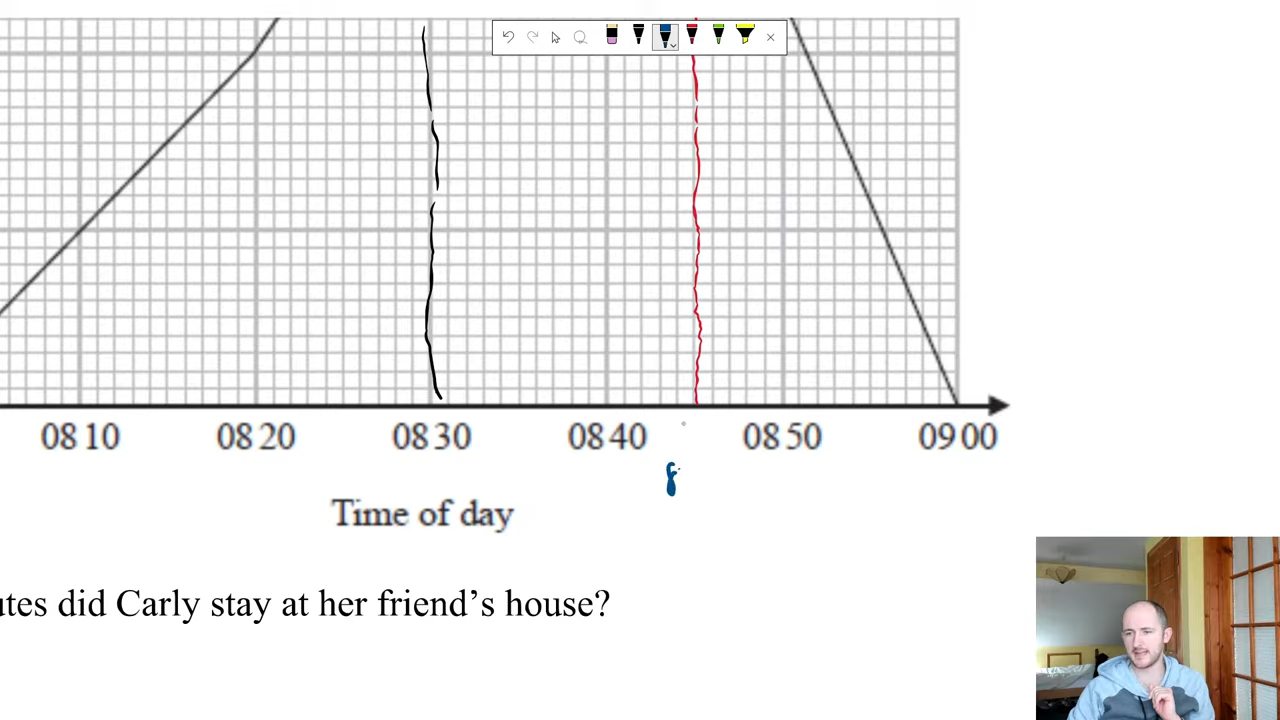 08 10 08 20 08 30 08 40 08 50 09 00
8
Time of day
utes did Carly stay at her friend's house?